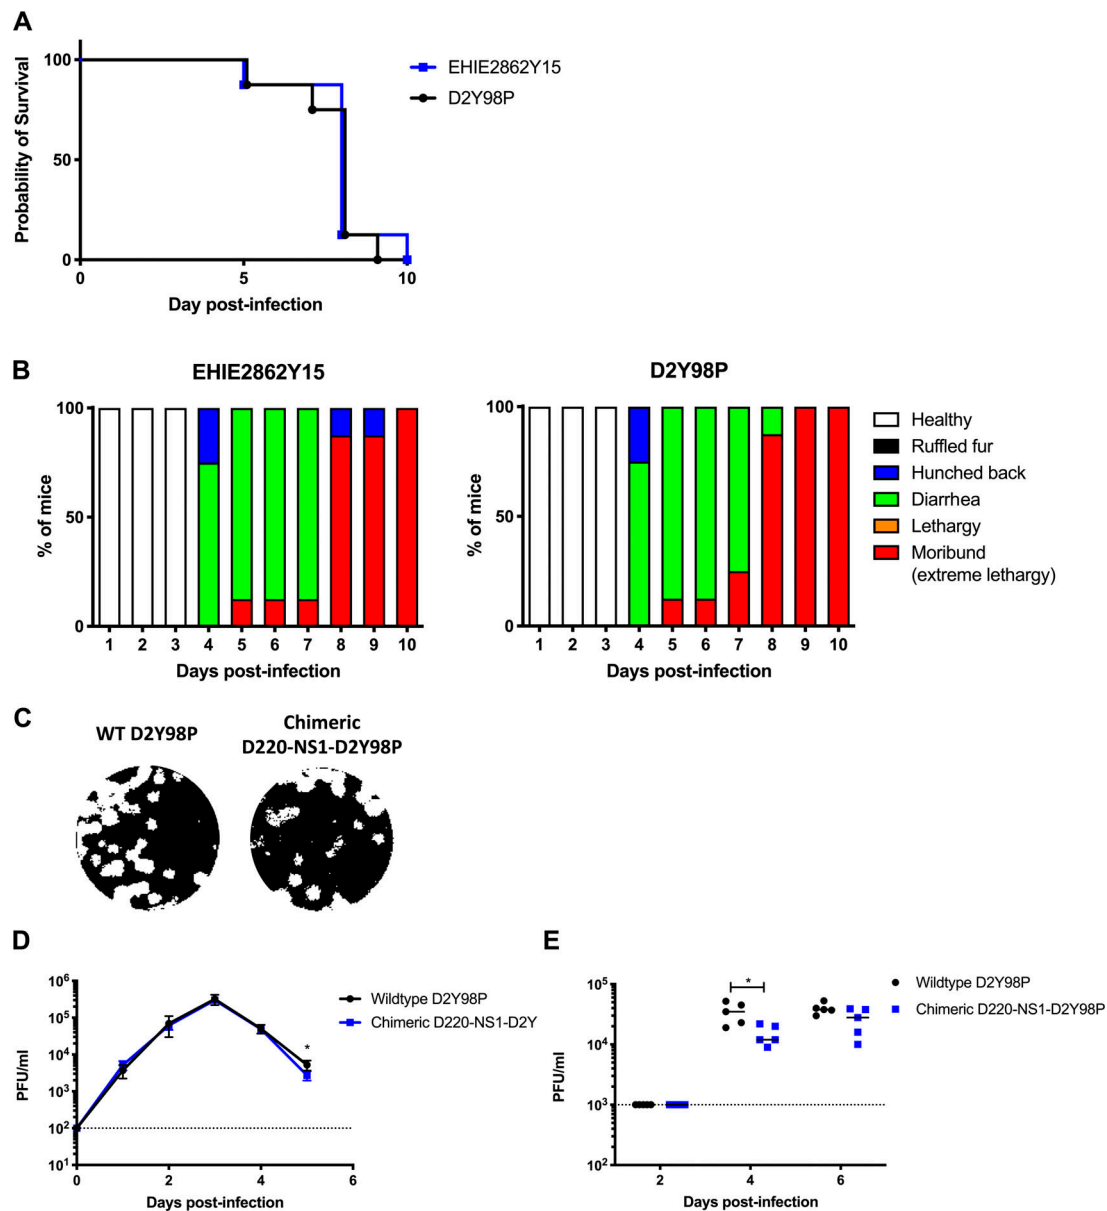 A
Probability of Survival
100
50
0
0
5
10
Day post-infection
EHIE2862Y15
D2Y98P
B
EHIE2862Y15
% of mice
100
50
0
1 2 3 4 5 6 7 8 9 10
Days post-infection
D2Y98P
% of mice
100
50
0
1 2 3 4 5 6 7 8 9 10
Days post-infection
Healthy
Ruffled fur
Hunched back
Diarrhea
Lethargy
Moribund
(extreme lethargy)
C
WT D2Y98P
Chimeric
D220-NS1-D2Y98P
D
PFU/ml
10⁶
10⁵
10⁴
10³
10²
10¹
0 2 4 6
Days post-infection
Wildtype D2Y98P
Chimeric D220-NS1-D2Y
*
E
PFU/ml
10⁵
10⁴
10³
10²
2 4 6
Days post-infection
*
Wildtype D2Y98P
Chimeric D220-NS1-D2Y98P